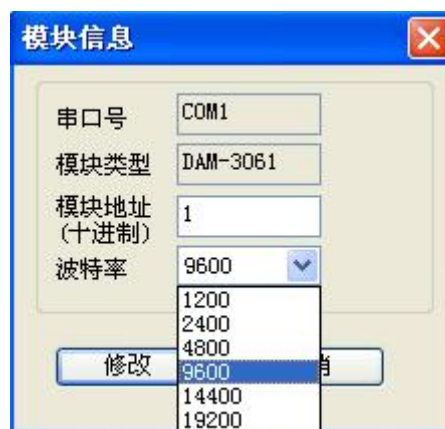 模块信息
串口号 COM1
模块类型 DAM-3061
模块地址 1
(十进制)
波特率 9600
1200
2400
4800
修改 9600 消
14400
19200